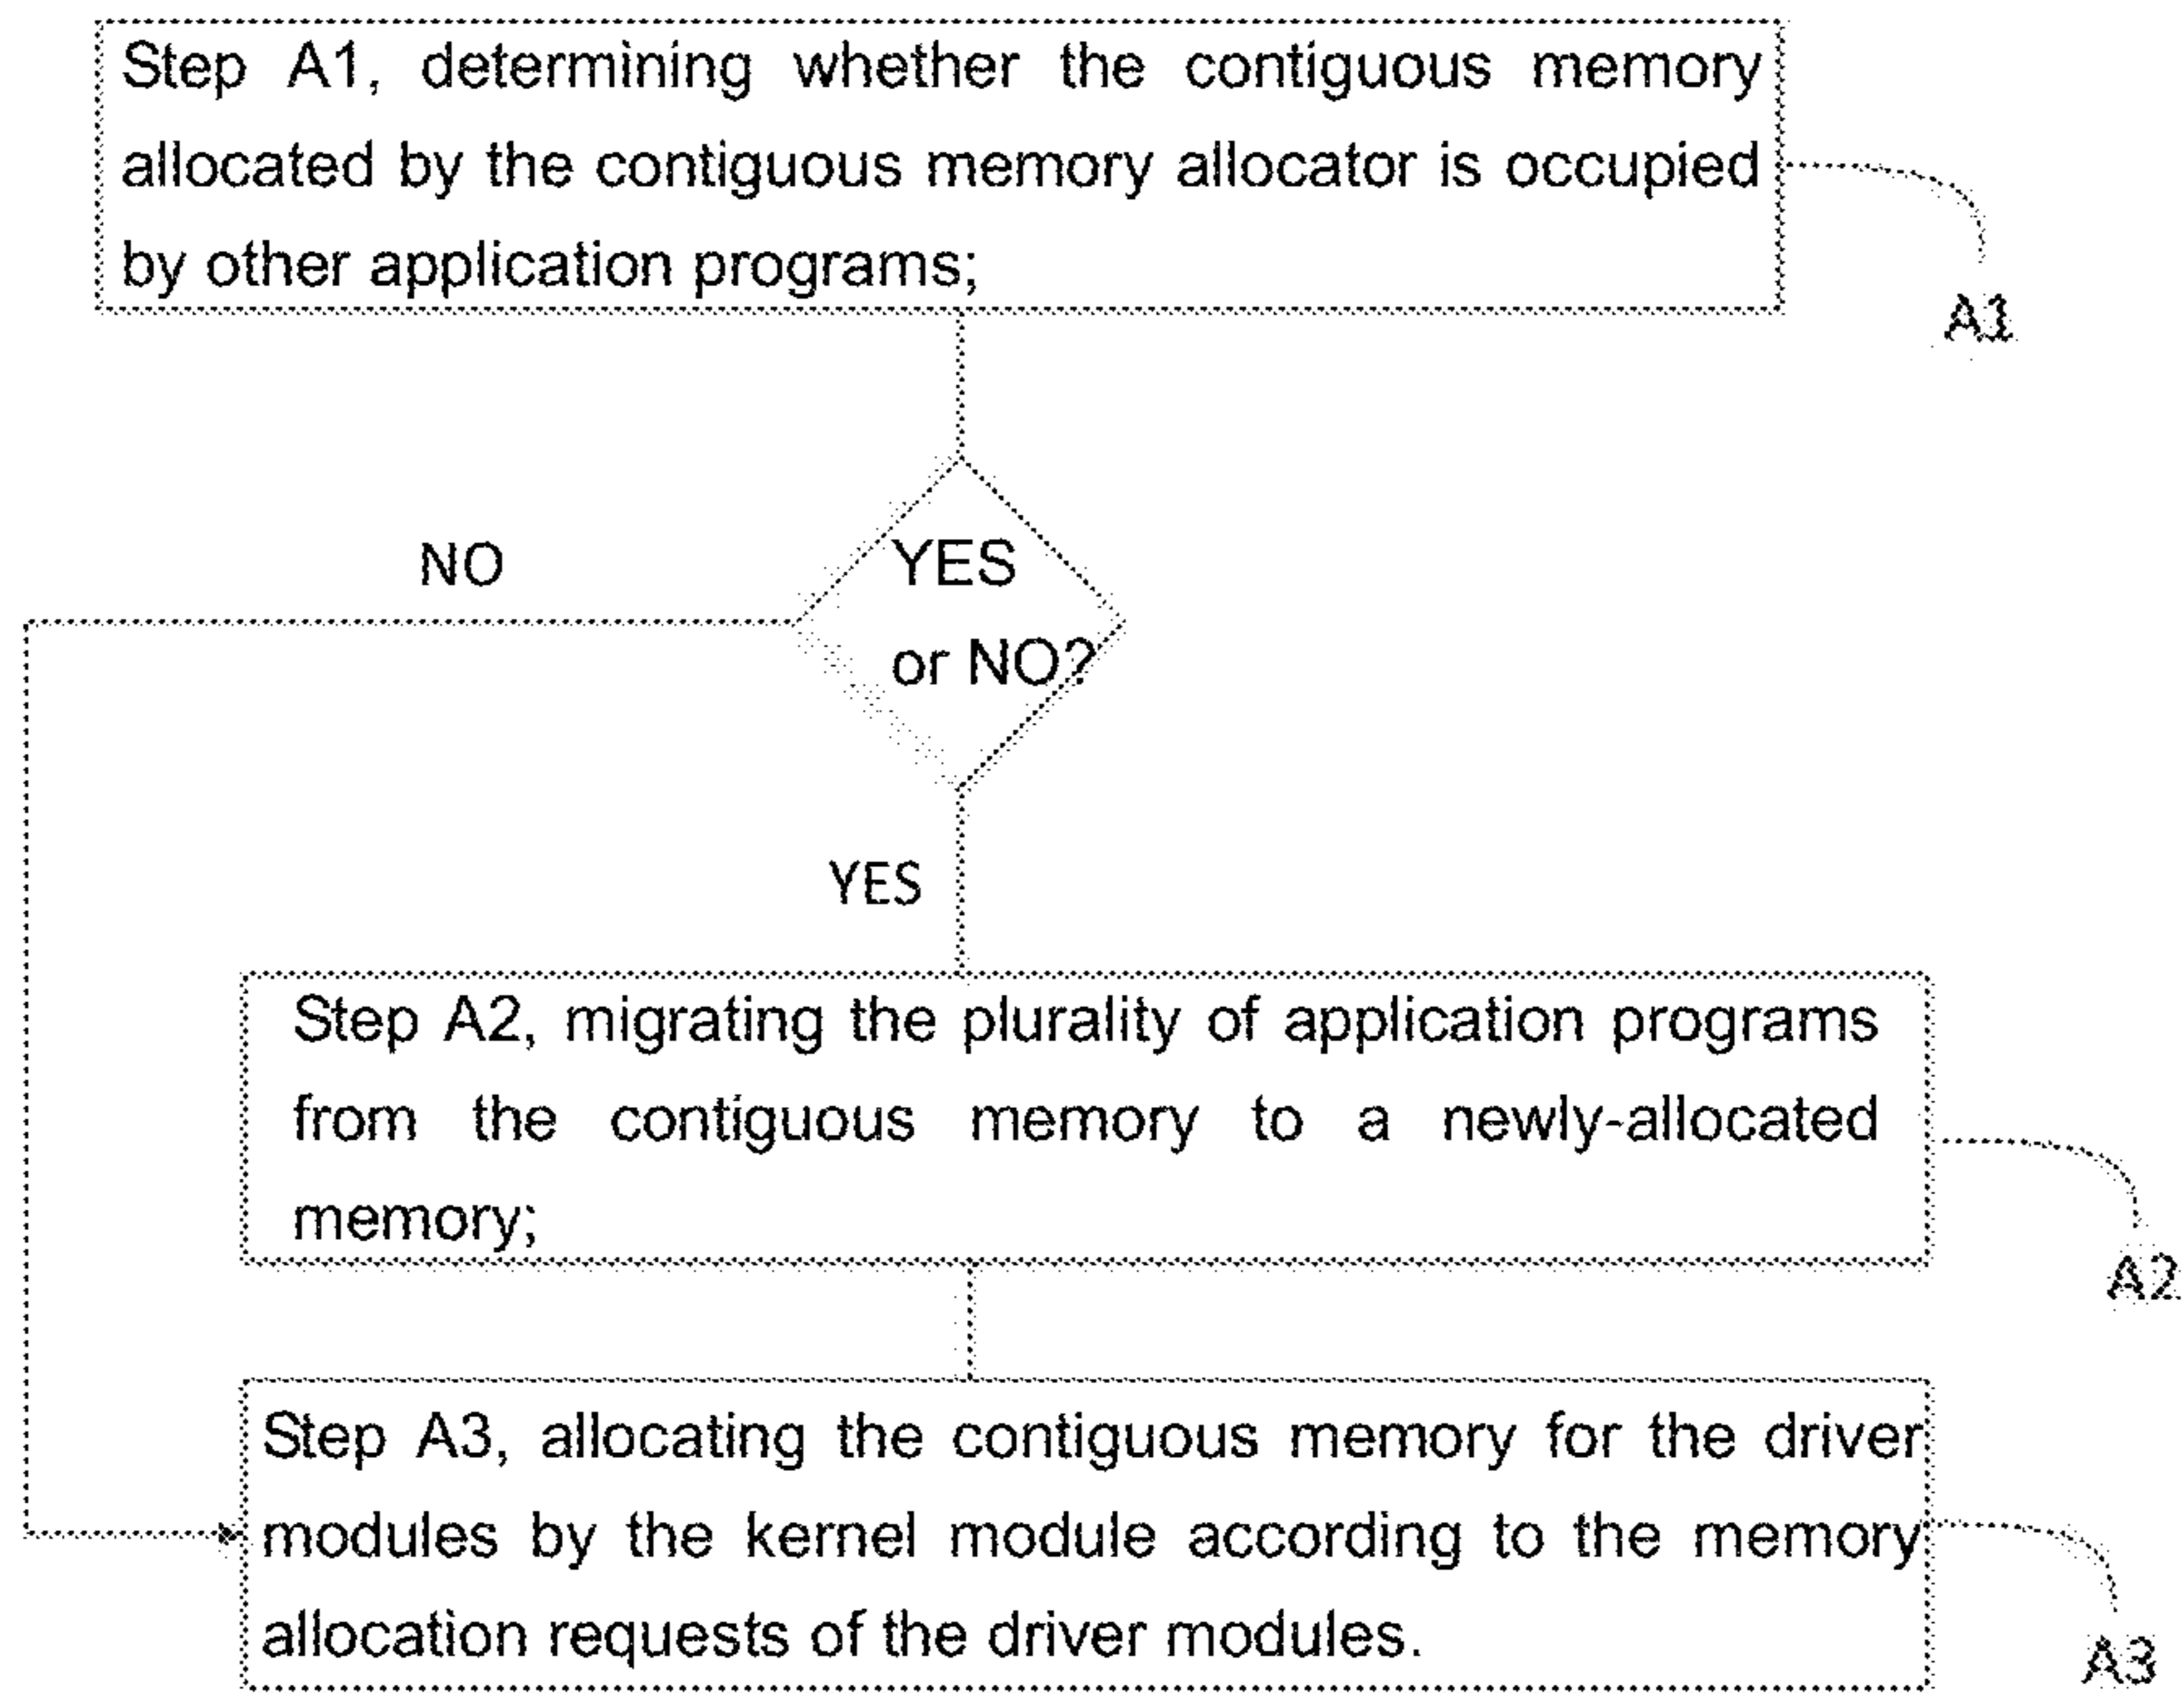 Step A1, determining whether the contiguous memory
allocated by the contiguous memory allocator is occupied
by other application programs;
A1
YES
or NO?
NO
YES
Step A2, migrating the plurality of application programs
from the contiguous memory to a newly-allocated
memory;
A2
Step A3, allocating the contiguous memory for the driver
modules by the kernel module according to the memory
allocation requests of the driver modules.
A3